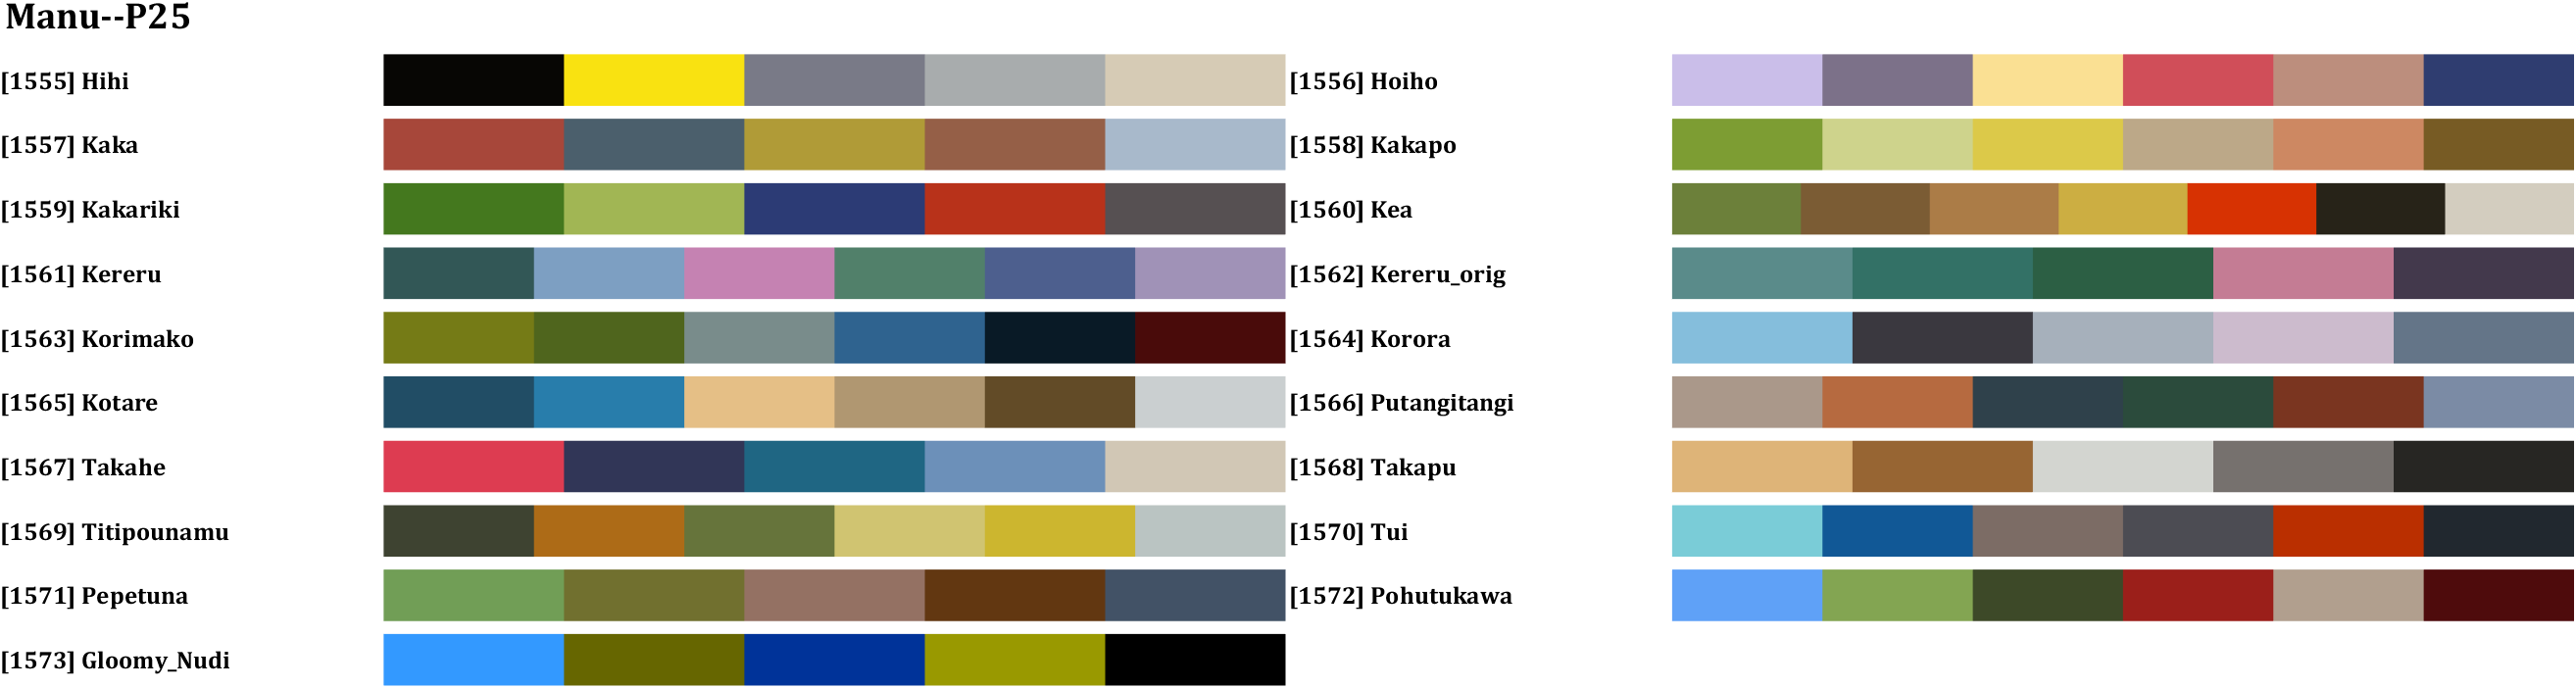 Manu--P25
[1555] Hihi
[1556] Hoiho
[1557] Kaka
[1558] Kakapo
[1559] Kakariki
[1560] Kea
[1561] Kereru
[1562] Kereru_orig
[1563] Korimako
[1564] Korora
[1565] Kotare
[1566] Putangitangi
[1567] Takahe
[1568] Takapu
[1569] Titipounamu
[1570] Tui
[1571] Pepetuna
[1572] Pohutukawa
[1573] Gloomy_Nudi